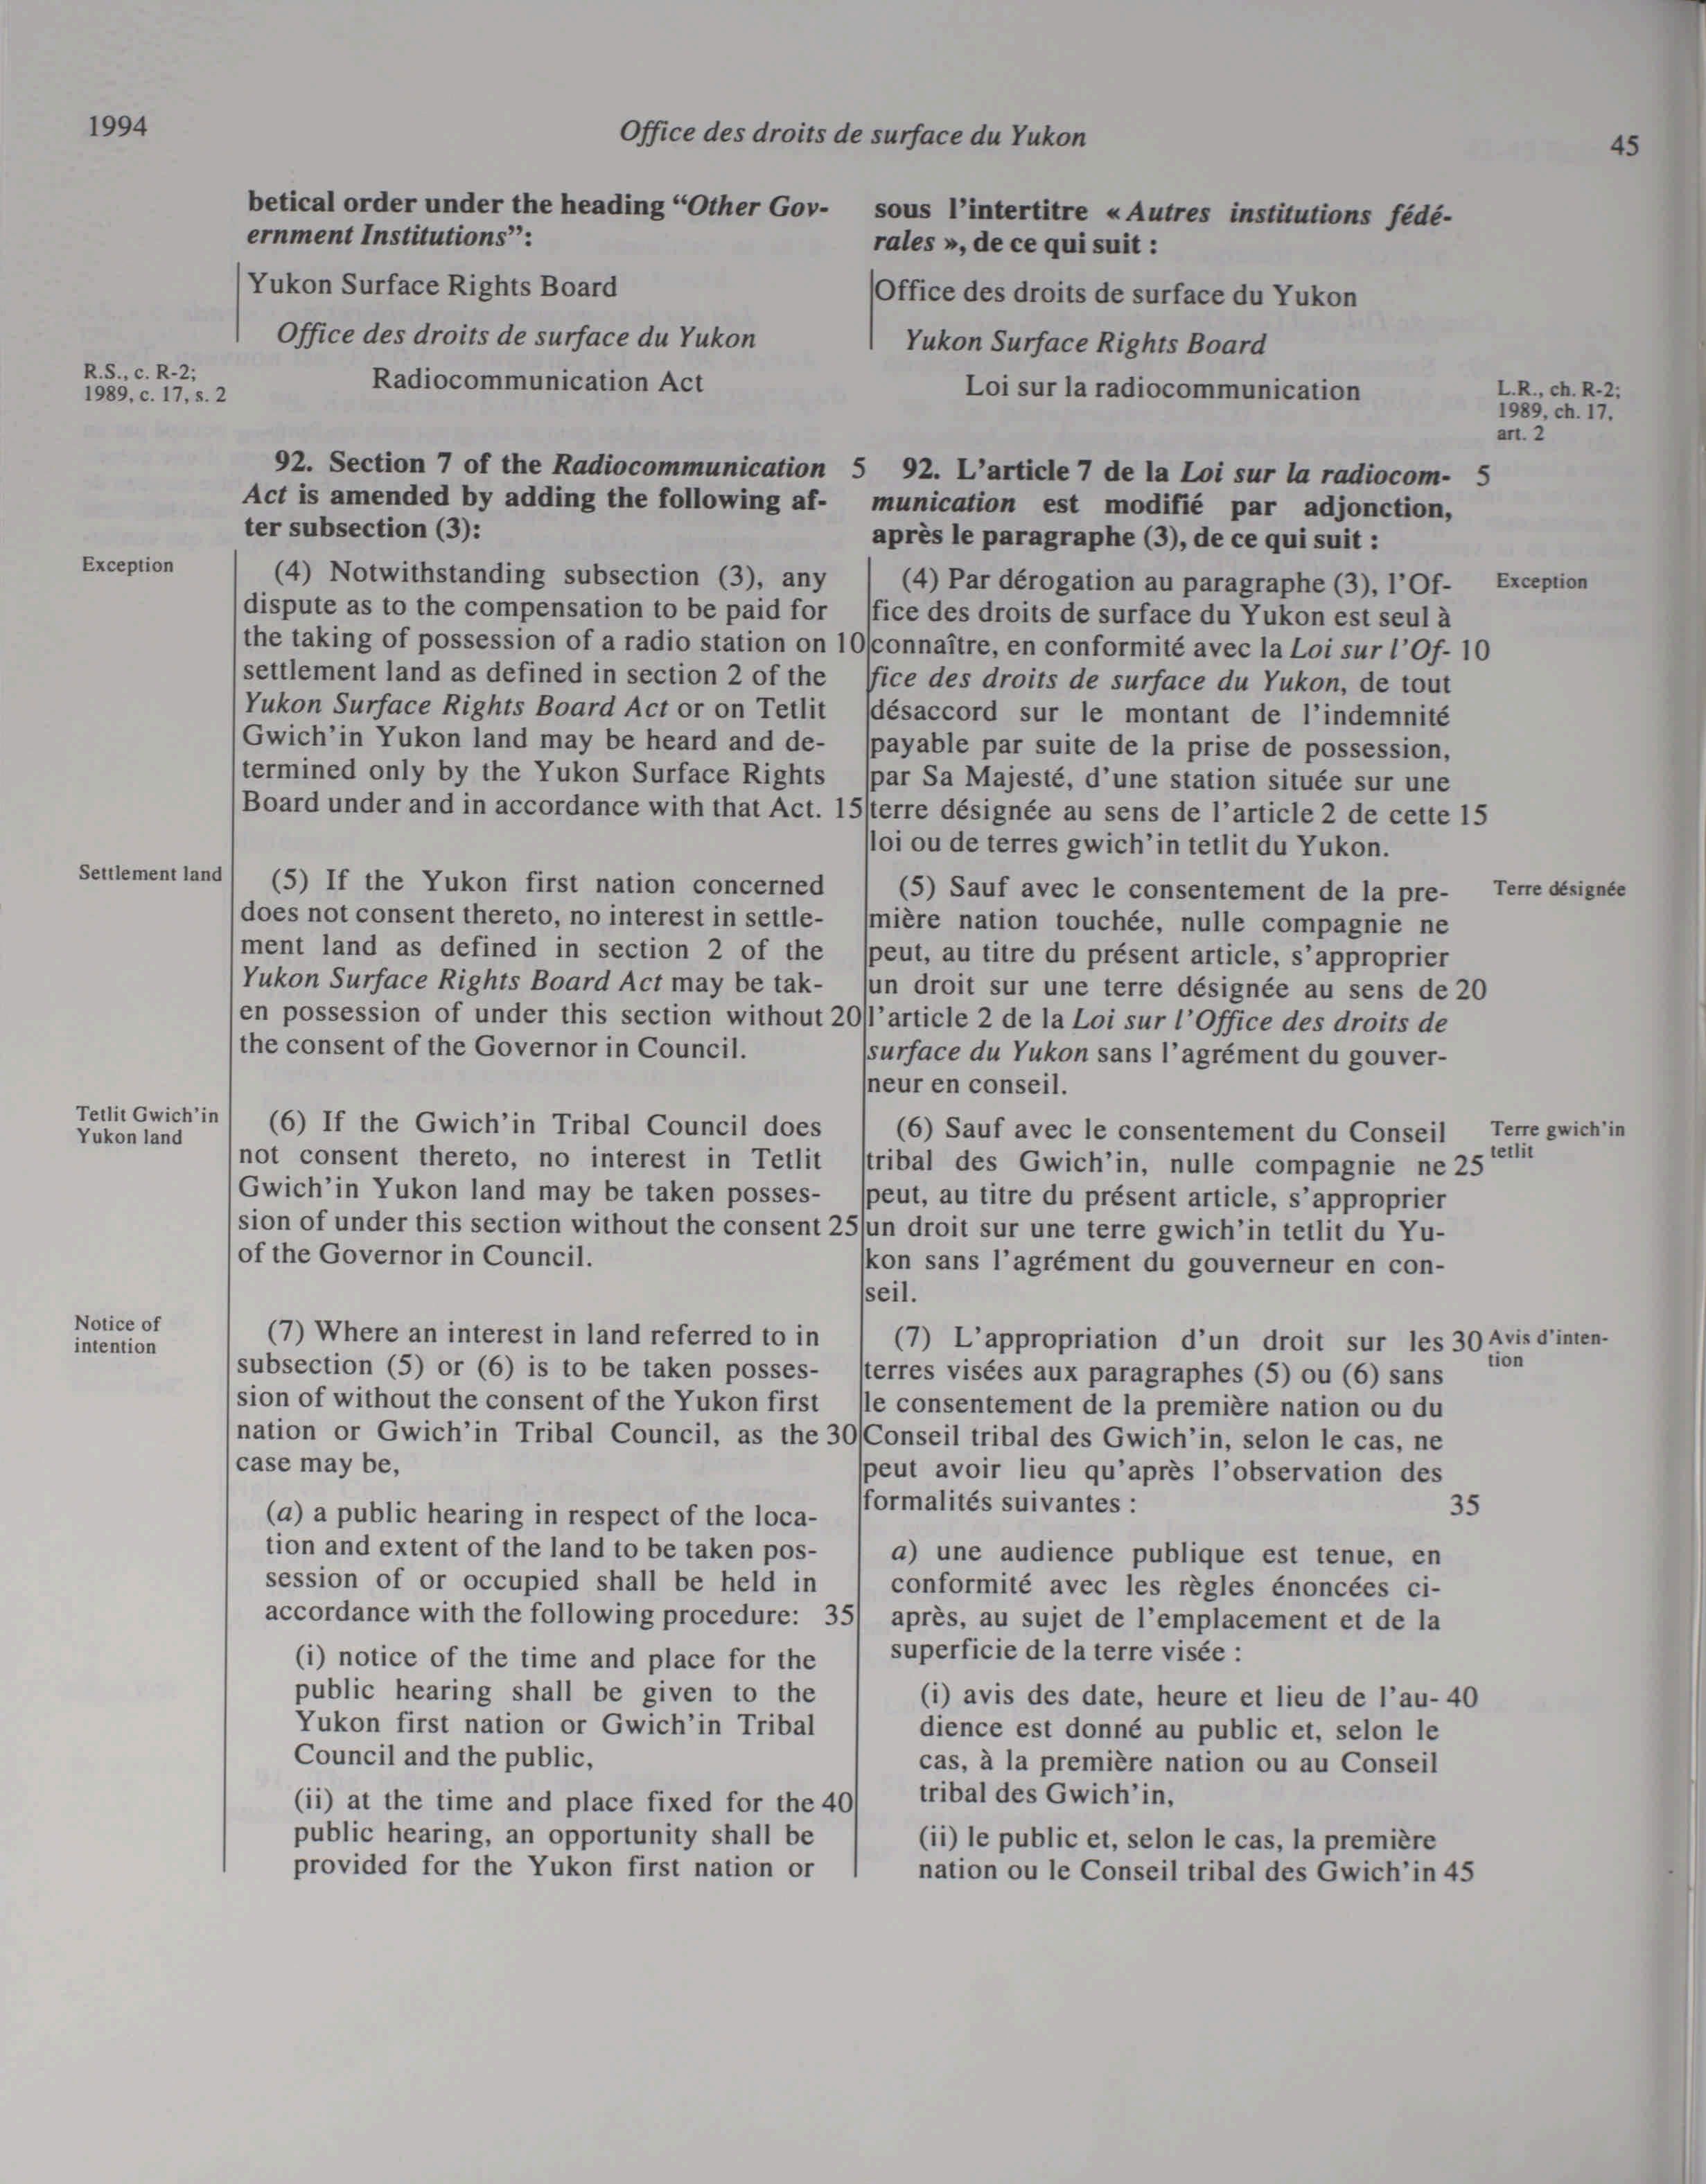 1994
Office des droits de surface du Yukon
45
betical order under the heading “Other Gov-
ernment Institutions”:
Yukon Surface Rights Board
Office des droits de surface du Yukon
R.S., c. R-2;
1989, c. 17, s. 2
Radiocommunication Act
92. Section 7 of the Radiocommunication 5
Act is amended by adding the following af-
ter subsection (3):
Exception
(4) Notwithstanding subsection (3), any
dispute as to the compensation to be paid for
the taking of possession of a radio station on 10
settlement land as defined in section 2 of the
Yukon Surface Rights Board Act or on Tetlit
Gwich’in Yukon land may be heard and de-
termined only by the Yukon Surface Rights
Board under and in accordance with that Act. 15
Settlement land
(5) If the Yukon first nation concerned
does not consent thereto, no interest in settle-
ment land as defined in section 2 of the
Yukon Surface Rights Board Act may be tak-
en possession of under this section without 20
the consent of the Governor in Council.
Tetlit Gwich’in
Yukon land
(6) If the Gwich’in Tribal Council does
not consent thereto, no interest in Tetlit
Gwich’in Yukon land may be taken posses-
sion of under this section without the consent 25
of the Governor in Council.
Notice of
intention
(7) Where an interest in land referred to in
subsection (5) or (6) is to be taken posses-
sion of without the consent of the Yukon first
nation or Gwich’in Tribal Council, as the 30
case may be,
(a) a public hearing in respect of the loca-
tion and extent of the land to be taken pos-
session of or occupied shall be held in
accordance with the following procedure: 35
(i) notice of the time and place for the
public hearing shall be given to the
Yukon first nation or Gwich’in Tribal
Council and the public,
(ii) at the time and place fixed for the 40
public hearing, an opportunity shall be
provided for the Yukon first nation or
sous l’intertitre « Autres institutions fédé-
rales », de ce qui suit :
Office des droits de surface du Yukon
Yukon Surface Rights Board
Loi sur la radiocommunication
L.R., ch. R-2;
1989, ch. 17,
art. 2
92. L’article 7 de la Loi sur la radiocom- 5
munication est modifié par adjonction,
après le paragraphe (3), de ce qui suit :
(4) Par dérogation au paragraphe (3), l’Of-
Exception
fice des droits de surface du Yukon est seul à
connaître, en conformité avec la Loi sur l’Of- 10
fice des droits de surface du Yukon, de tout
désaccord sur le montant de l’indemnité
payable par suite de la prise de possession,
par Sa Majesté, d’une station située sur une
terre désignée au sens de l’article 2 de cette 15
loi ou de terres gwich’in tetlit du Yukon.
(5) Sauf avec le consentement de la pre-
Terre désignée
mière nation touchée, nulle compagnie ne
peut, au titre du présent article, s’approprier
un droit sur une terre désignée au sens de 20
l’article 2 de la Loi sur l’Office des droits de
surface du Yukon sans l’agrément du gouver-
neur en conseil.
(6) Sauf avec le consentement du Conseil
Terre gwich’in
tetlit
tribal des Gwich’in, nulle compagnie ne 25
peut, au titre du présent article, s’approprier
un droit sur une terre gwich’in tetlit du Yu-
kon sans l’agrément du gouverneur en con-
seil.
(7) L’appropriation d’un droit sur les 30
Avis d’inten-
tion
terres visées aux paragraphes (5) ou (6) sans
le consentement de la première nation ou du
Conseil tribal des Gwich’in, selon le cas, ne
peut avoir lieu qu’après l’observation des
formalités suivantes : 35
a) une audience publique est tenue, en
conformité avec les règles énoncées ci-
après, au sujet de l’emplacement et de la
superficie de la terre visée :
(i) avis des date, heure et lieu de l’au- 40
dience est donné au public et, selon le
cas, à la première nation ou au Conseil
tribal des Gwich’in,
(ii) le public et, selon le cas, la première
nation ou le Conseil tribal des Gwich’in 45